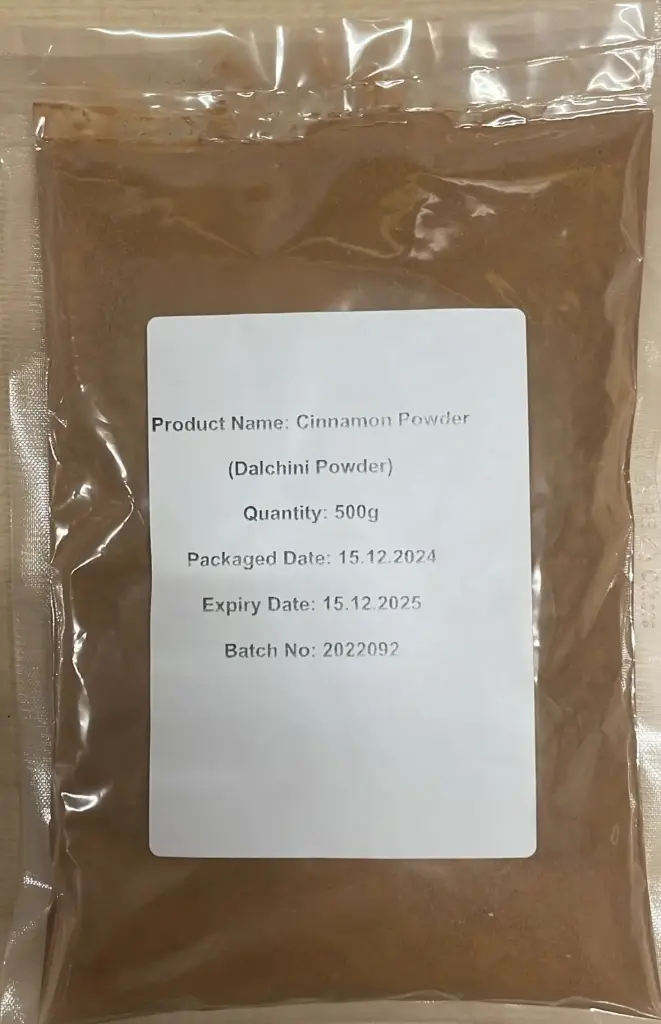 Product Name: Cinnamon Powder
(Dalchini Powder)
Quantity: 500g
Packaged Date: 15.12.2024
Expiry Date: 15.12.2025
Batch No: 2022092